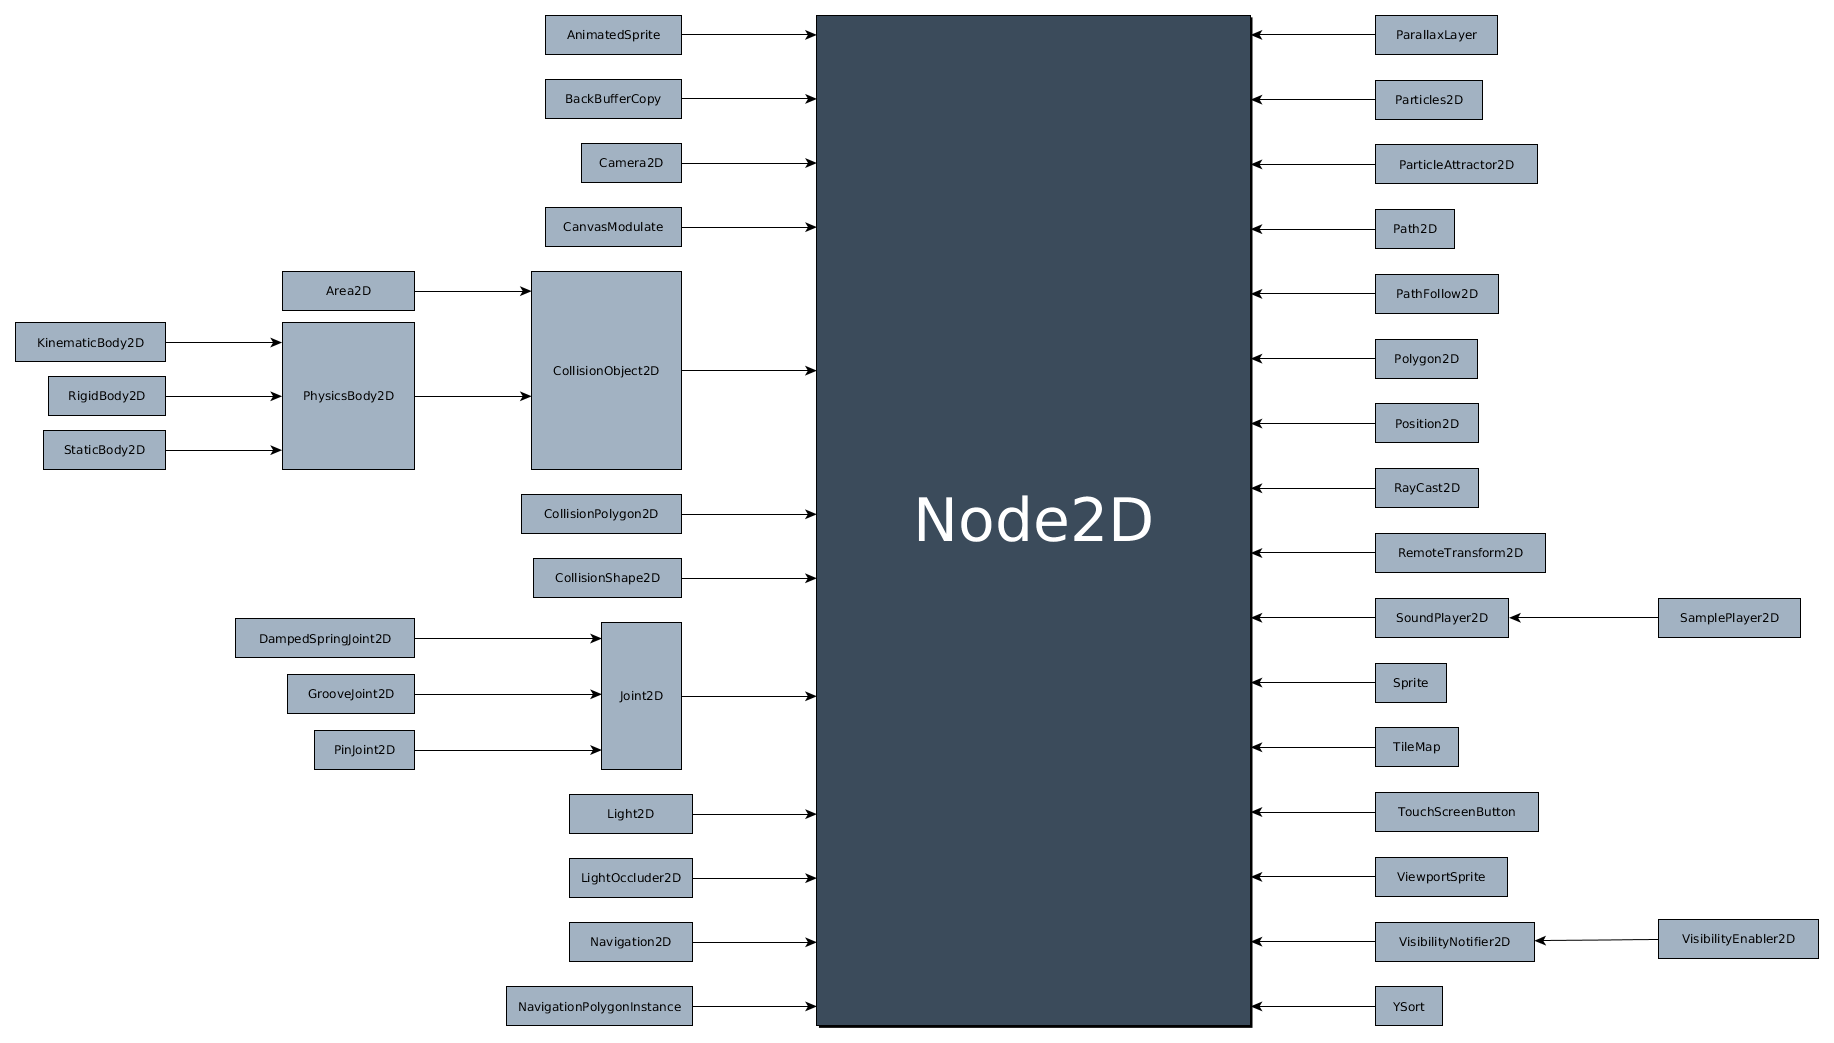 AnimatedSprite
BackBufferCopy
Camera2D
CanvasModulate
Area2D
KinematicBody2D
RigidBody2D
StaticBody2D
PhysicsBody2D
CollisionObject2D
CollisionPolygon2D
CollisionShape2D
DampedSpringJoint2D
GrooveJoint2D
PinJoint2D
Joint2D
Light2D
LightOccluder2D
Navigation2D
NavigationPolygonInstance
Node2D
ParallaxLayer
Particles2D
ParticleAttractor2D
Path2D
PathFollow2D
Polygon2D
Position2D
RayCast2D
RemoteTransform2D
SoundPlayer2D
SamplePlayer2D
Sprite
TileMap
TouchScreenButton
ViewportSprite
VisibilityNotifier2D
VisibilityEnabler2D
YSort